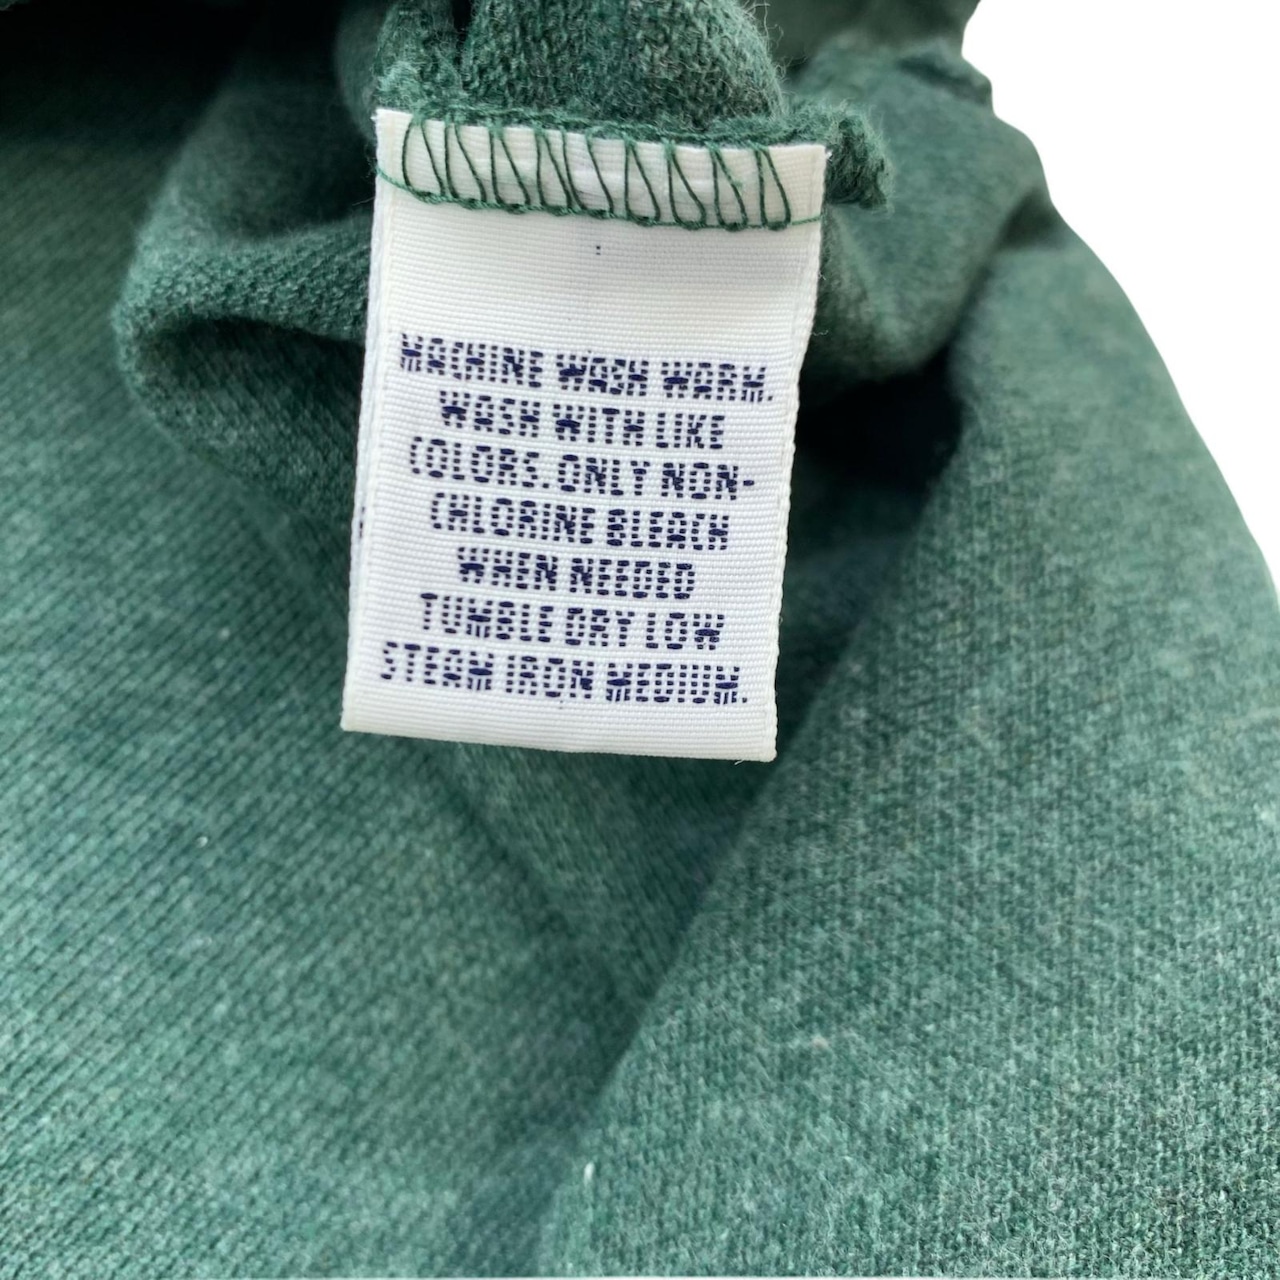 MACHINE WASH WARM.
WASH WITH LIKE
COLORS. ONLY NON-
CHLORINE BLEACH
WHEN NEEDED
TUMBLE DRY LOW
STEAM IRON MEDIUM.